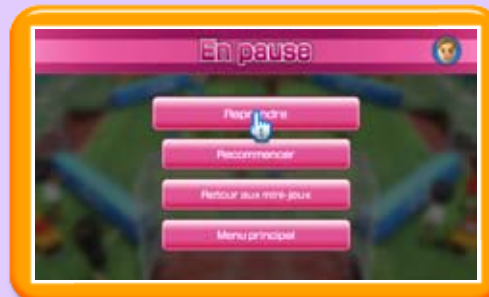 En pause
Reprendre
Recommencer
Retour aux mini-jeux
Menu principal